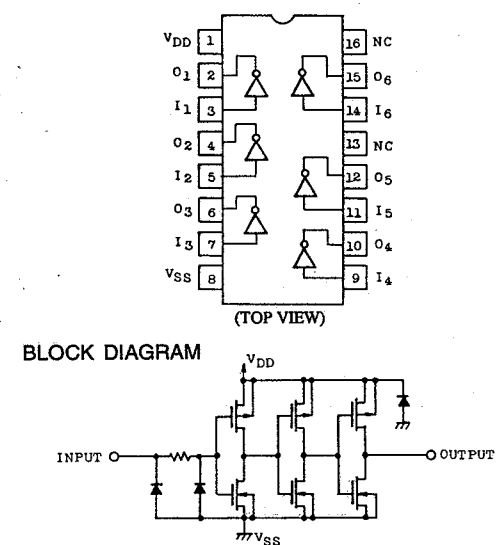 VDD 1 16 NC
O1 2 15 O6
I1 3 14 I6
O2 4 13 NC
I2 5 12 O5
O3 6 11 I5
I3 7 10 O4
VSS 8 9 I4
(TOP VIEW)
BLOCK DIAGRAM
VDD
INPUT OUTPUT
VSS